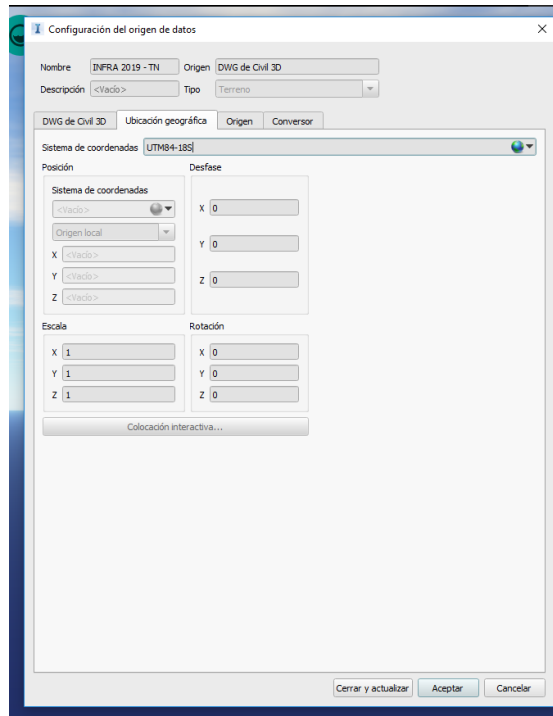 Configuración del origen de datos
Nombre INFRA 2019 - TN Origen DWG de Civil 3D
Descripción <Vacío> Tipo Terreno
DWG de Civil 3D Ubicación geográfica Origen Conversor
Sistema de coordenadas UTM84-18S
Posición Desfase
Sistema de coordenadas
<Vacío> X 0
Origen local
Y 0
X <Vacío>
Y <Vacío>
Z 0
Z <Vacío>
Escala Rotación
X 1 X 0
Y 1 Y 0
Z 1 Z 0
Colocación interactiva...
Cerrar y actualizar Aceptar Cancelar